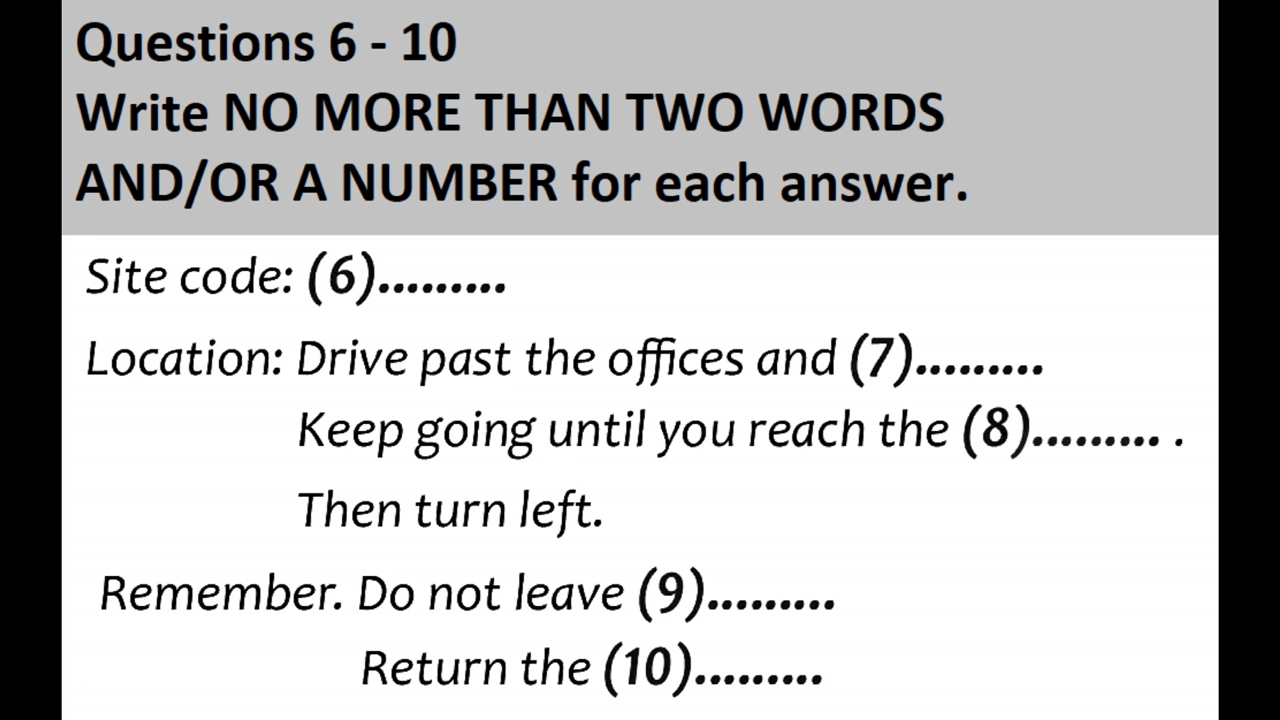 Questions 6 - 10
Write NO MORE THAN TWO WORDS
AND/OR A NUMBER for each answer.
Site code: (6).........
Location: Drive past the offices and (7).........
Keep going until you reach the (8)......... .
Then turn left.
Remember. Do not leave (9).........
Return the (10).........